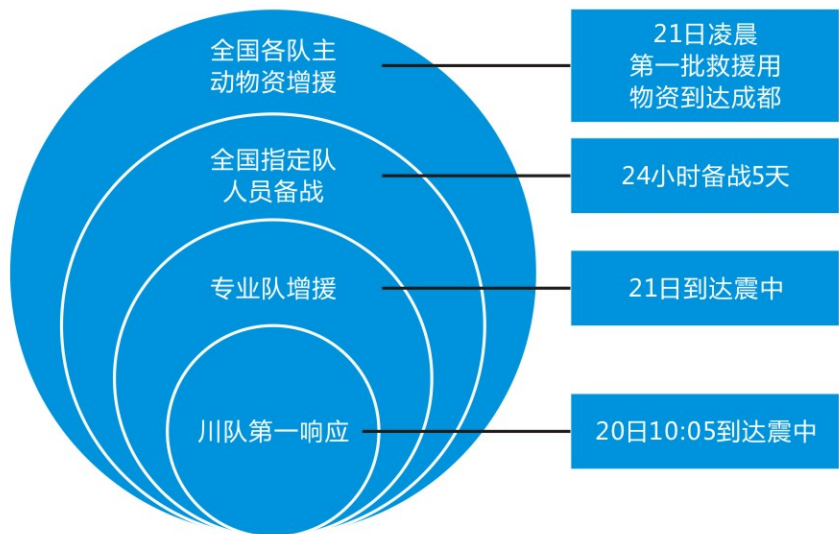 全国各队主
动物资增援
21日凌晨
第一批救援用
物资到达成都
全国指定队
人员备战
24小时备战5天
专业队增援
21日到达震中
川队第一响应
20日10:05到达震中